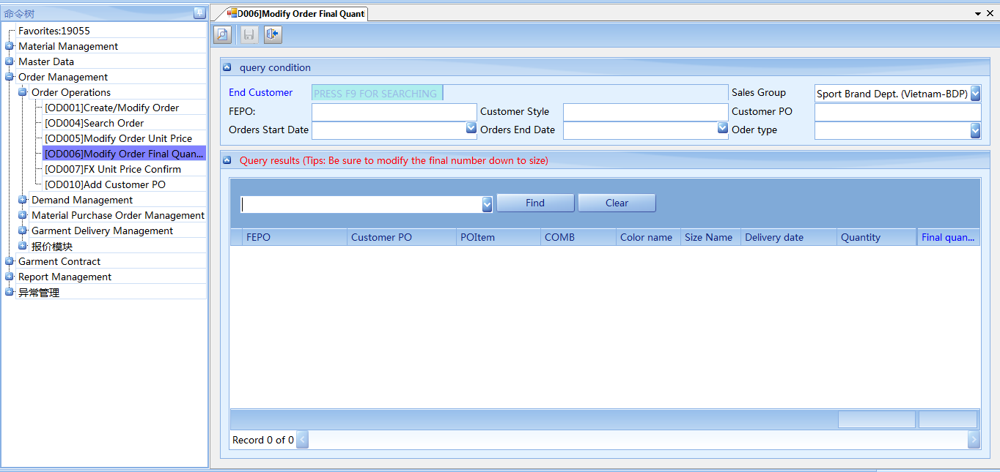 命令树
Favorites:19055
Material Management
Master Data
Order Management
Order Operations
[OD001]Create/Modify Order
[OD004]Search Order
[OD005]Modify Order Unit Price
[OD006]Modify Order Final Quan...
[OD007]FX Unit Price Confirm
[OD010]Add Customer PO
Demand Management
Material Purchase Order Management
Garment Delivery Management
报价模块
Garment Contract
Report Management
异常管理
D006]Modify Order Final Quant
query condition
End Customer PRESS F9 FOR SEARCHING Sales Group Sport Brand Dept. (Vietnam-BDP)
FEPO: Customer Style Customer PO
Orders Start Date Orders End Date Oder type
Query results (Tips: Be sure to modify the final number down to size)
Find Clear
FEPO Customer PO POItem COMB Color name Size Name Delivery date Quantity Final quan...
Record 0 of 0